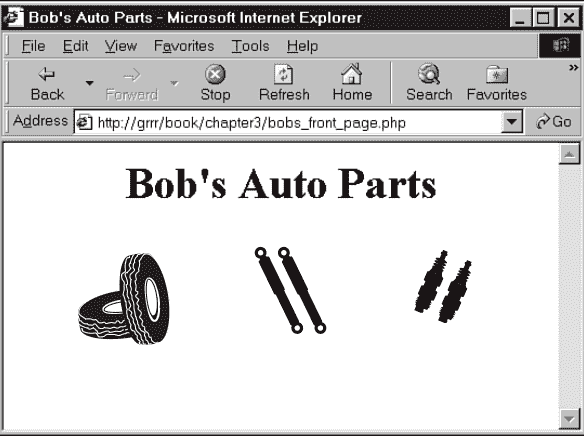 Bob's Auto Parts - Microsoft Internet Explorer
File Edit View Favorites Tools Help
Back Forward Stop Refresh Home Search Favorites »
Address http://grrr/book/chapter3/bobs_front_page.php Go
Bob's Auto Parts